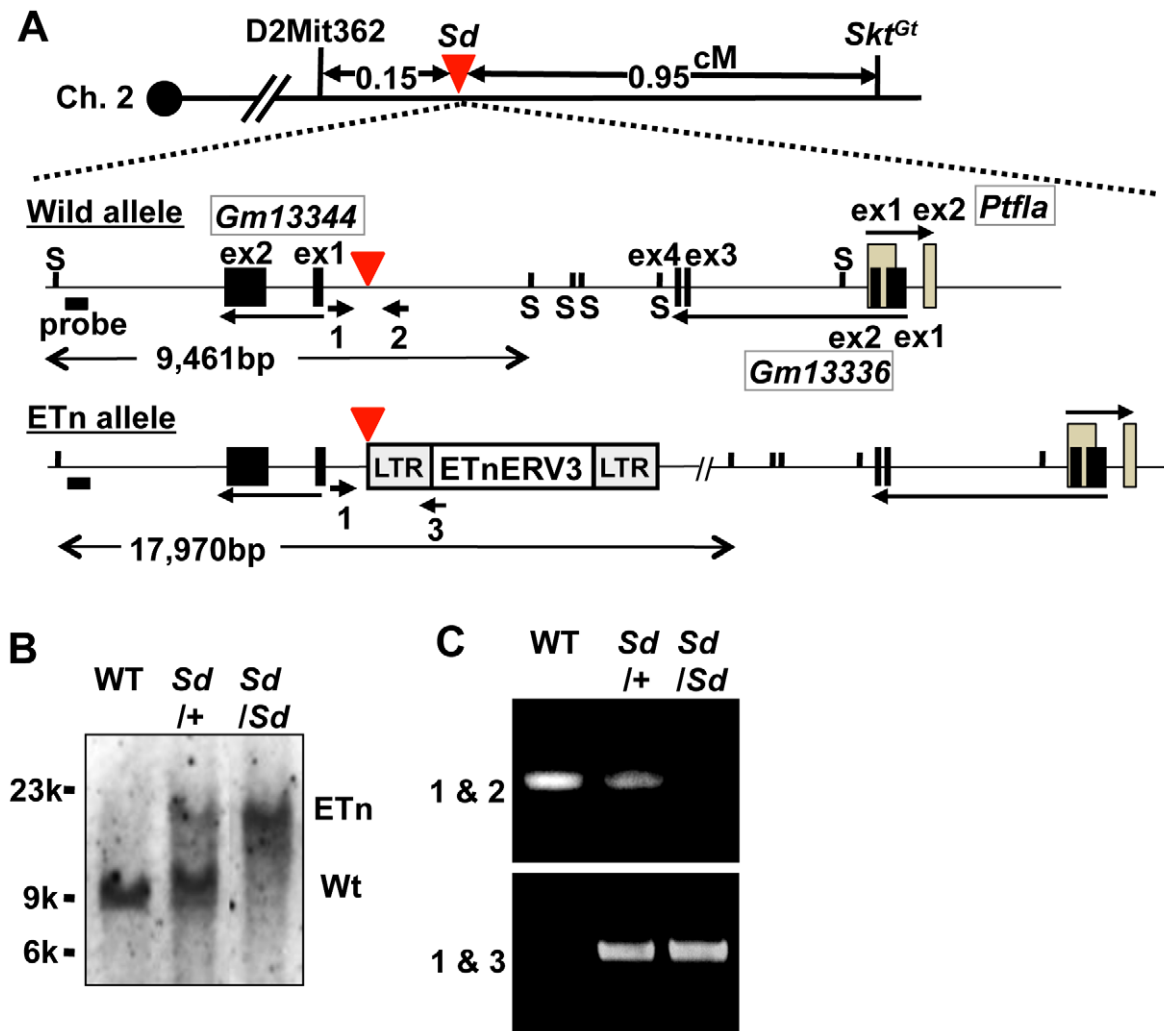 A
D2Mit362 Sd Skt^Gt
0.15 0.95 cM
Ch. 2
Wild allele Gm13344 ex1 ex2 Ptfla
S ex2 ex1 ex4 ex3 S
probe 1 2 S S S S
9,461bp ex2 ex1
Gm13336
ETn allele
LTR ETnERV3 LTR
1 3
17,970bp
B
WT Sd/+ Sd/Sd
23k ETn
9k Wt
6k
C
WT Sd/+ Sd/Sd
1 & 2
1 & 3